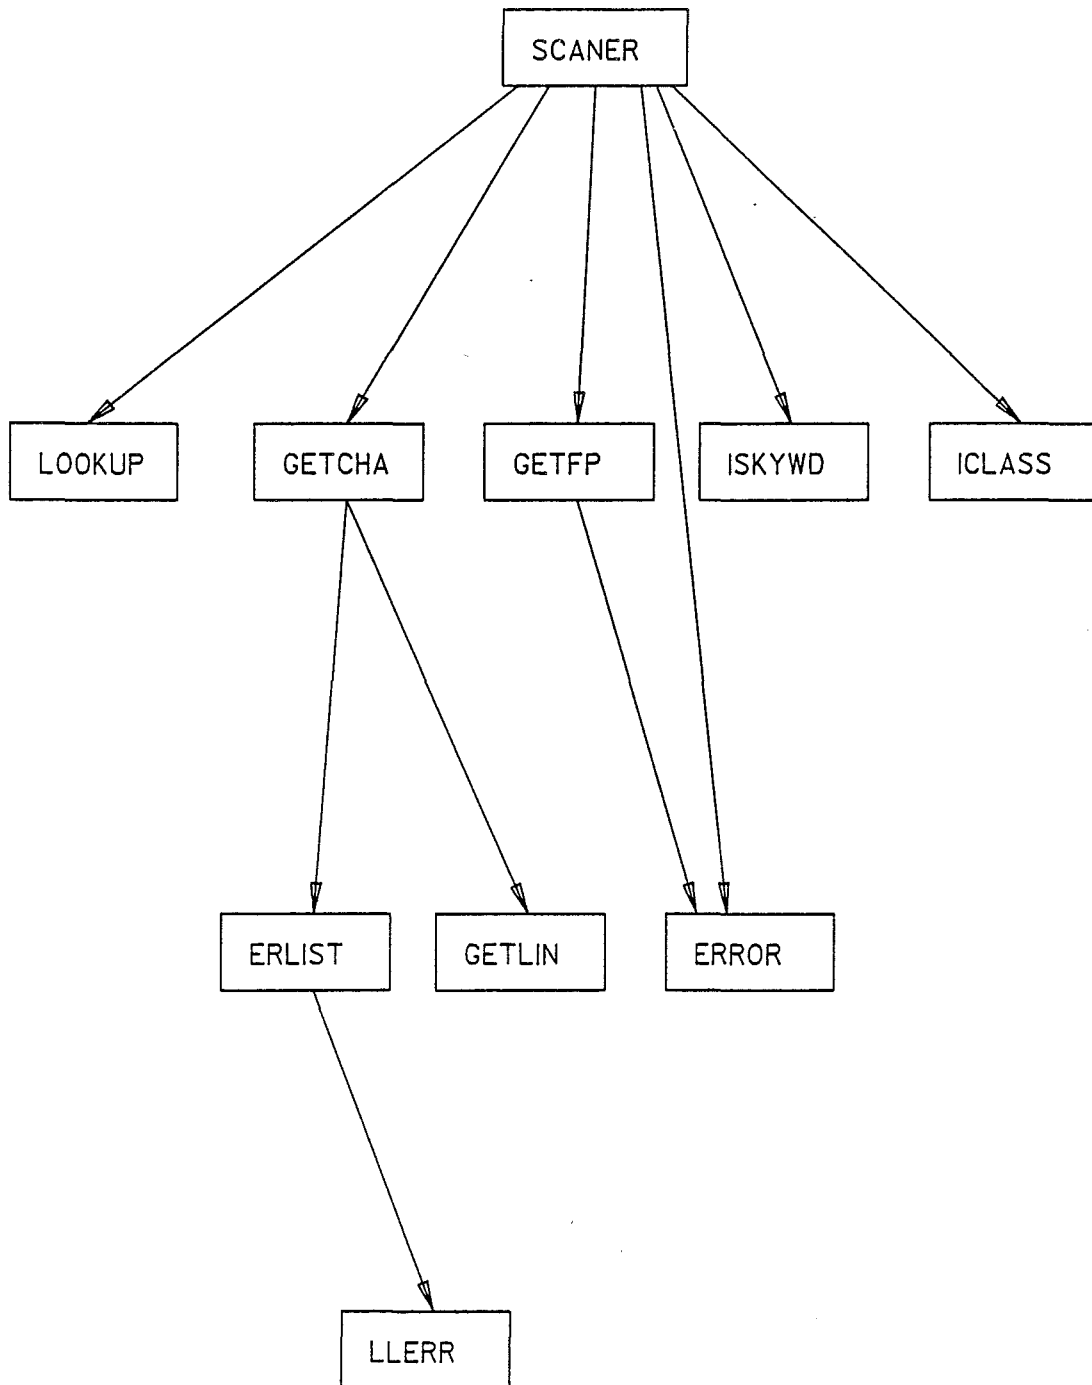 SCANER
LOOKUP
GETCHA
GETFP
ISKYWD
ICLASS
ERLIST
GETLIN
ERROR
LLERR